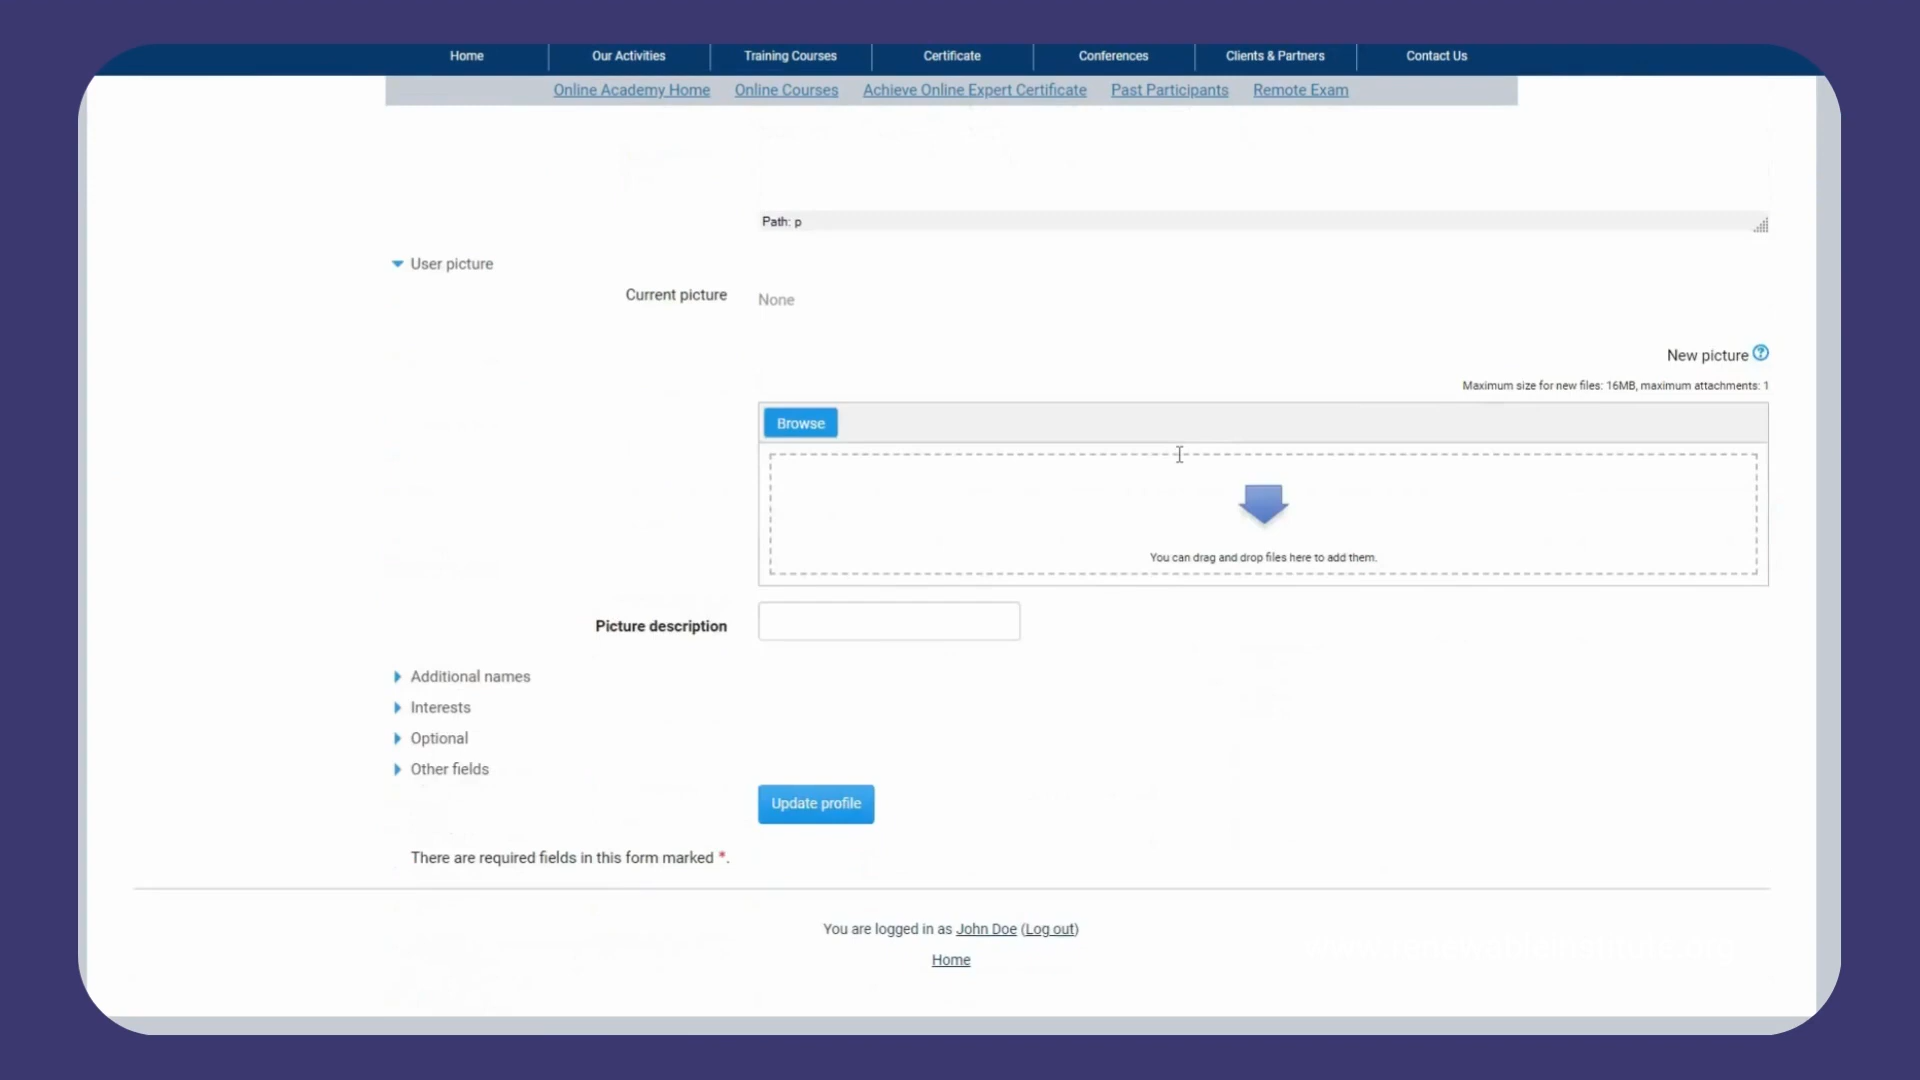 Home Our Activities Training Courses Certificate Conferences Clients & Partners Contact Us
Online Academy Home Online Courses Achieve Online Expert Certificate Past Participants Remote Exam
Path: p
User picture
Current picture None
New picture
Maximum size for new files: 16MB, maximum attachments: 1
Browse
You can drag and drop files here to add them.
Picture description
Additional names
Interests
Optional
Other fields
Update profile
There are required fields in this form marked *.
You are logged in as John Doe (Log out)
Home